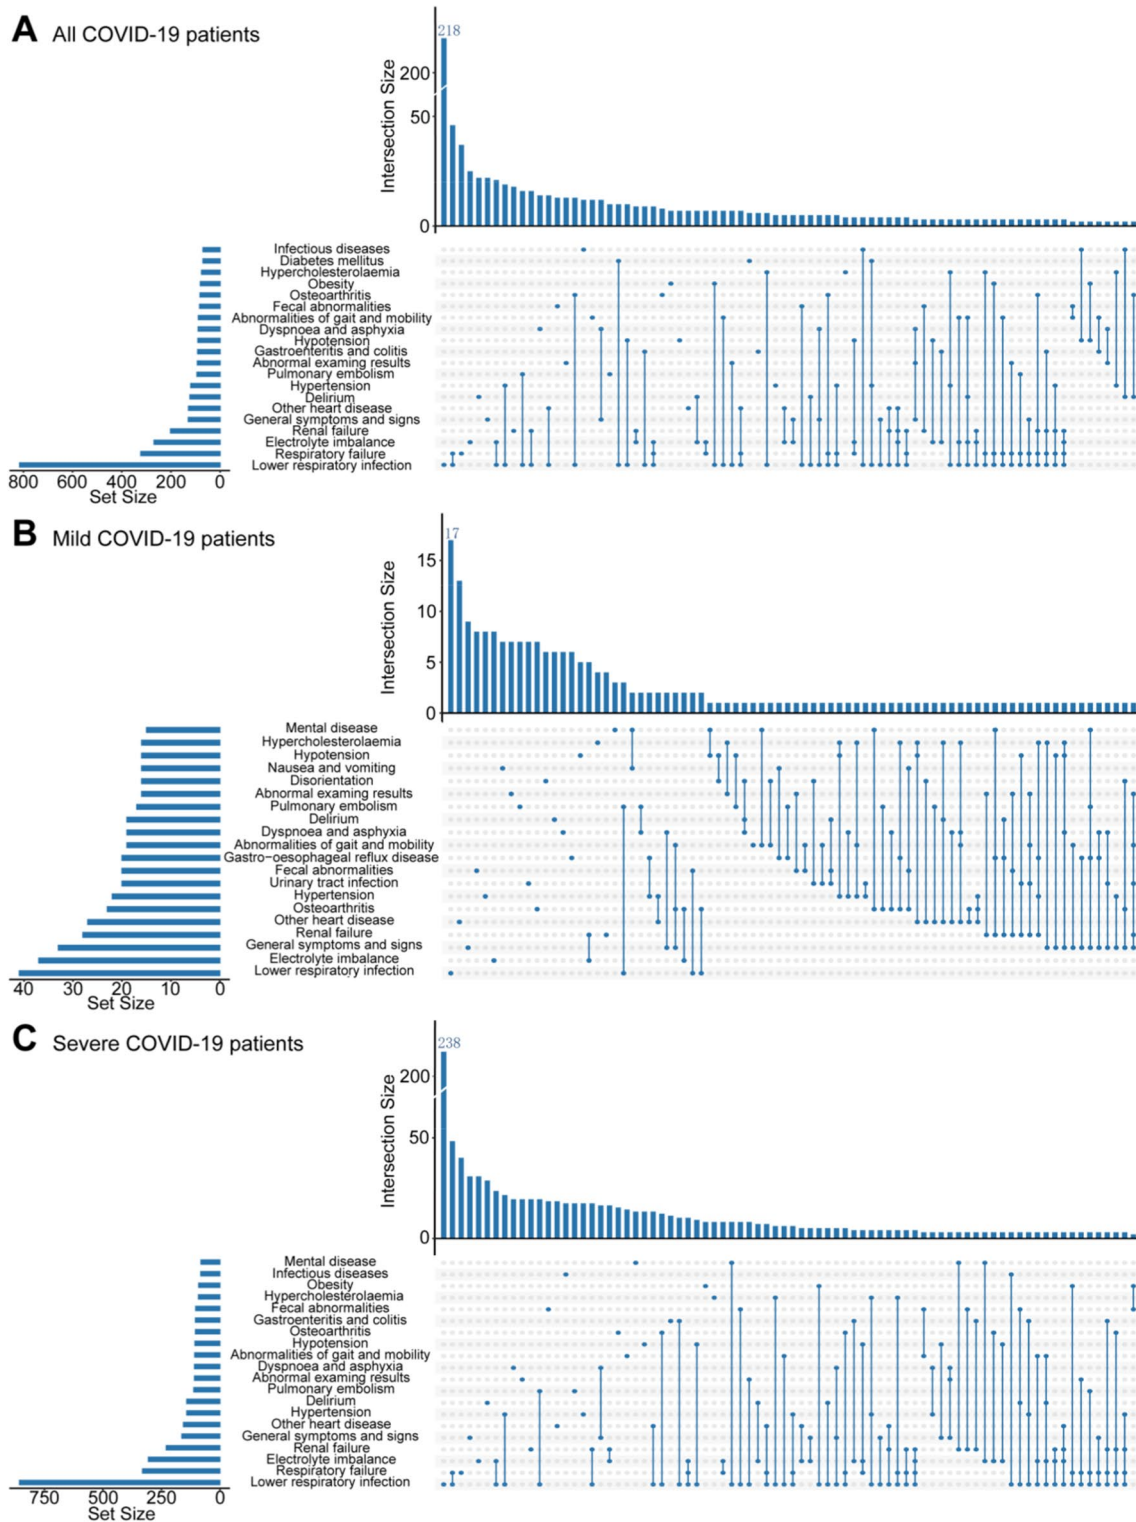 A All COVID-19 patients
218
Intersection Size
200
50
0
Infectious diseases
Diabetes mellitus
Hypercholesterolaemia
Obesity
Osteoarthritis
Fecal abnormalities
Abnormalities of gait and mobility
Dyspnoea and asphyxia
Hypotension
Gastroenteritis and colitis
Abnormal examing results
Pulmonary embolism
Hypertension
Delirium
Other heart disease
General symptoms and signs
Renal failure
Electrolyte imbalance
Respiratory failure
Lower respiratory infection
800 600 400 200 0
Set Size
B Mild COVID-19 patients
17
Intersection Size
15
10
5
0
Mental disease
Hypercholesterolaemia
Hypotension
Nausea and vomiting
Disorientation
Abnormal examing results
Pulmonary embolism
Delirium
Dyspnoea and asphyxia
Abnormalities of gait and mobility
Gastro−oesophageal reflux disease
Fecal abnormalities
Urinary tract infection
Hypertension
Osteoarthritis
Other heart disease
Renal failure
General symptoms and signs
Electrolyte imbalance
Lower respiratory infection
40 30 20 10 0
Set Size
C Severe COVID-19 patients
238
Intersection Size
200
50
0
Mental disease
Infectious diseases
Obesity
Hypercholesterolaemia
Fecal abnormalities
Gastroenteritis and colitis
Osteoarthritis
Hypotension
Abnormalities of gait and mobility
Dyspnoea and asphyxia
Abnormal examing results
Pulmonary embolism
Delirium
Hypertension
Other heart disease
General symptoms and signs
Renal failure
Electrolyte imbalance
Respiratory failure
Lower respiratory infection
750 500 250 0
Set Size